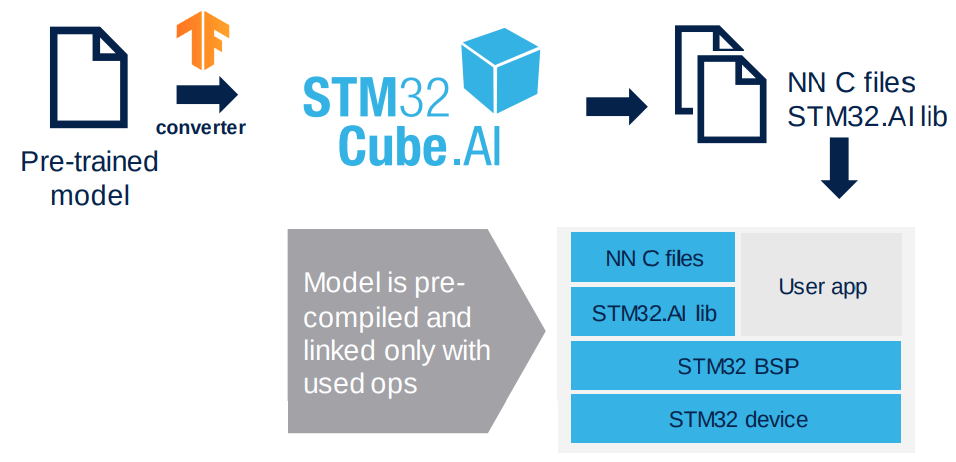 converter
Pre-trained
model
STM32
Cube.AI
NN C files
STM32.AI lib
Model is pre-
compiled and
linked only with
used ops
NN C files
STM32.AI lib
User app
STM32 BSP
STM32 device